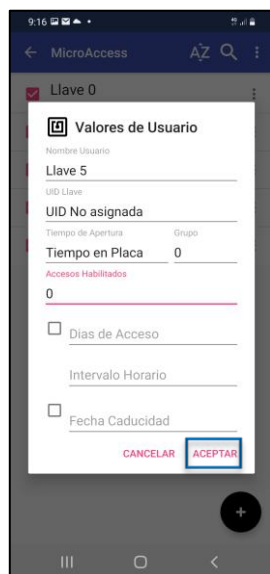 9:16
MicroAccess AZ
Llave 0
Valores de Usuario
Nombre Usuario
Llave 5
UID Llave
UID No asignada
Tiempo de Apertura Grupo
Tiempo en Placa 0
Accesos Habilitados
0
Dias de Acceso
Intervalo Horario
Fecha Caducidad
CANCELAR ACEPTAR
+